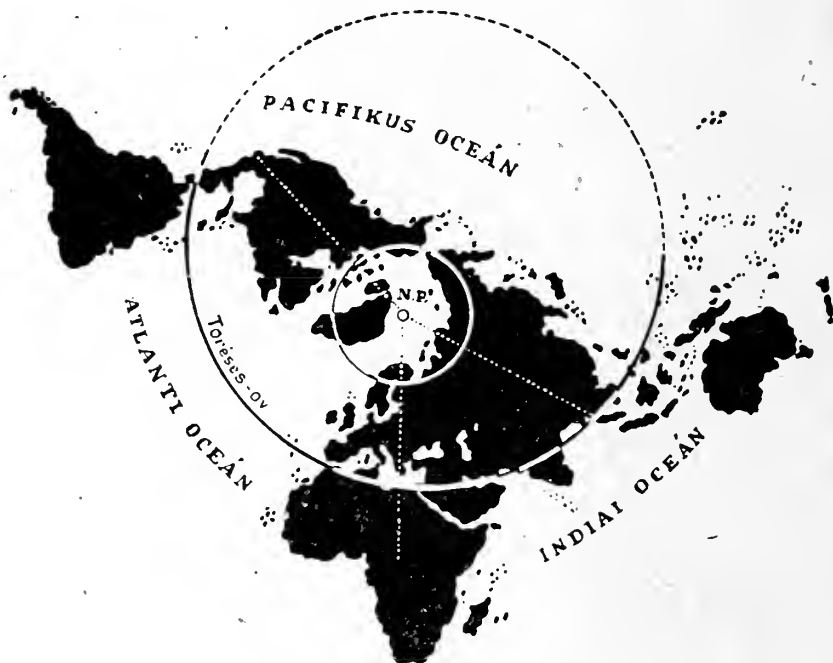 PACIFIKUS OCEÁN
N.P.
ATLANTI OCEÁN
Töréses-öv
INDIAI OCEÁN